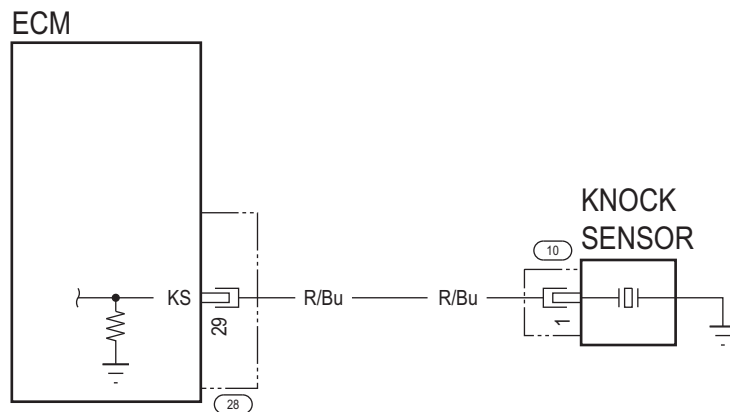 ECM
KNOCK
SENSOR
10
KS
R/Bu
R/Bu
29
1
28